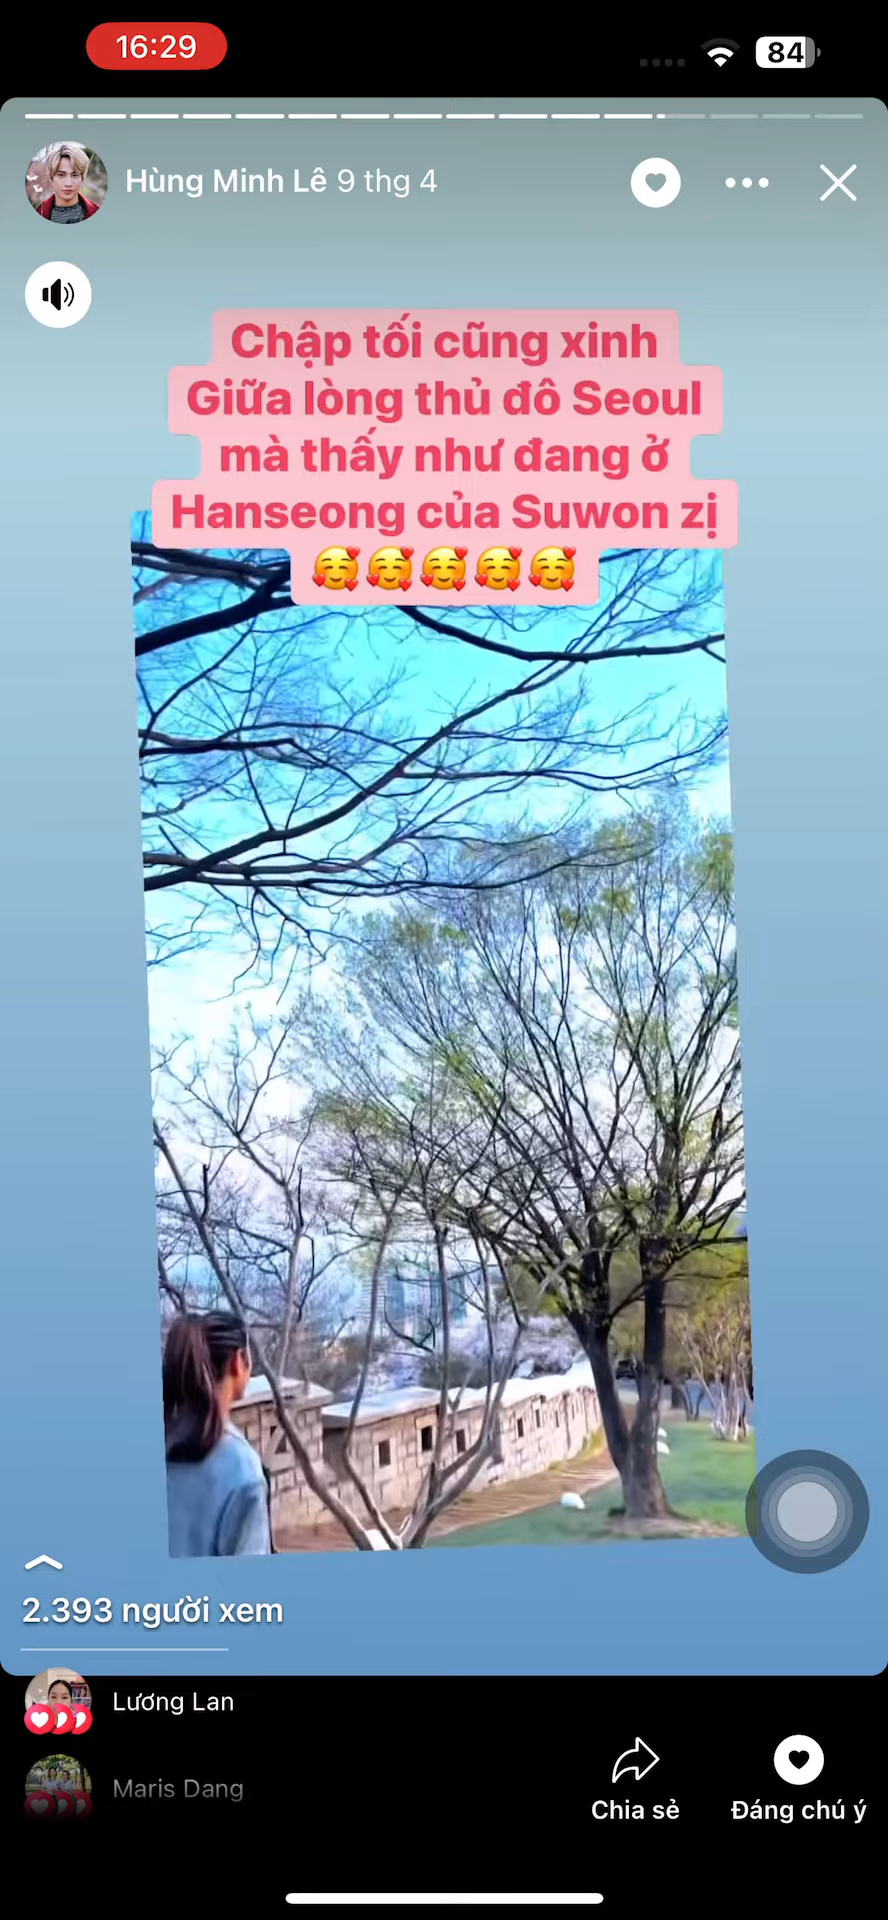 16:29
84
Hùng Minh Lê 9 thg 4
Chập tối cũng xinh
Giữa lòng thủ đô Seoul
mà thấy như đang ở
Hanseong của Suwon zị
🥰🥰🥰🥰🥰
2.393 người xem
Lương Lan
Maris Dang
Chia sẻ
Đáng chú ý